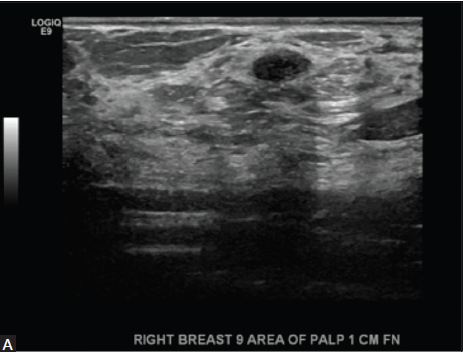 LOGIQ
E9
RIGHT BREAST 9 AREA OF PALP 1 CM FN
A